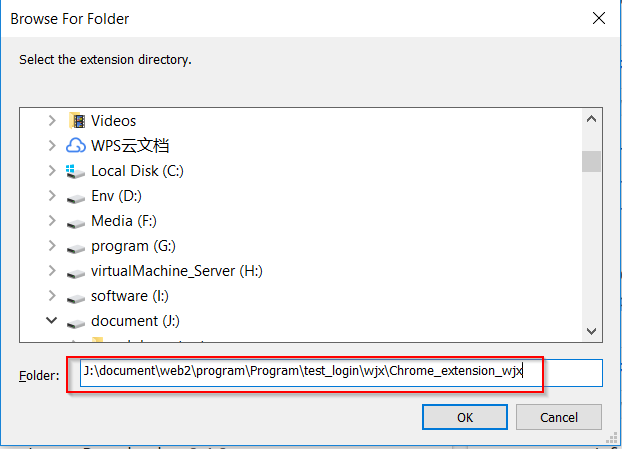 Browse For Folder
Select the extension directory.
Videos
WPS云文档
Local Disk (C:)
Env (D:)
Media (F:)
program (G:)
virtualMachine_Server (H:)
software (I:)
document (J:)
Folder:
J:\document\web2\program\Program\test_login\wjx\Chrome_extension_wjx
OK
Cancel